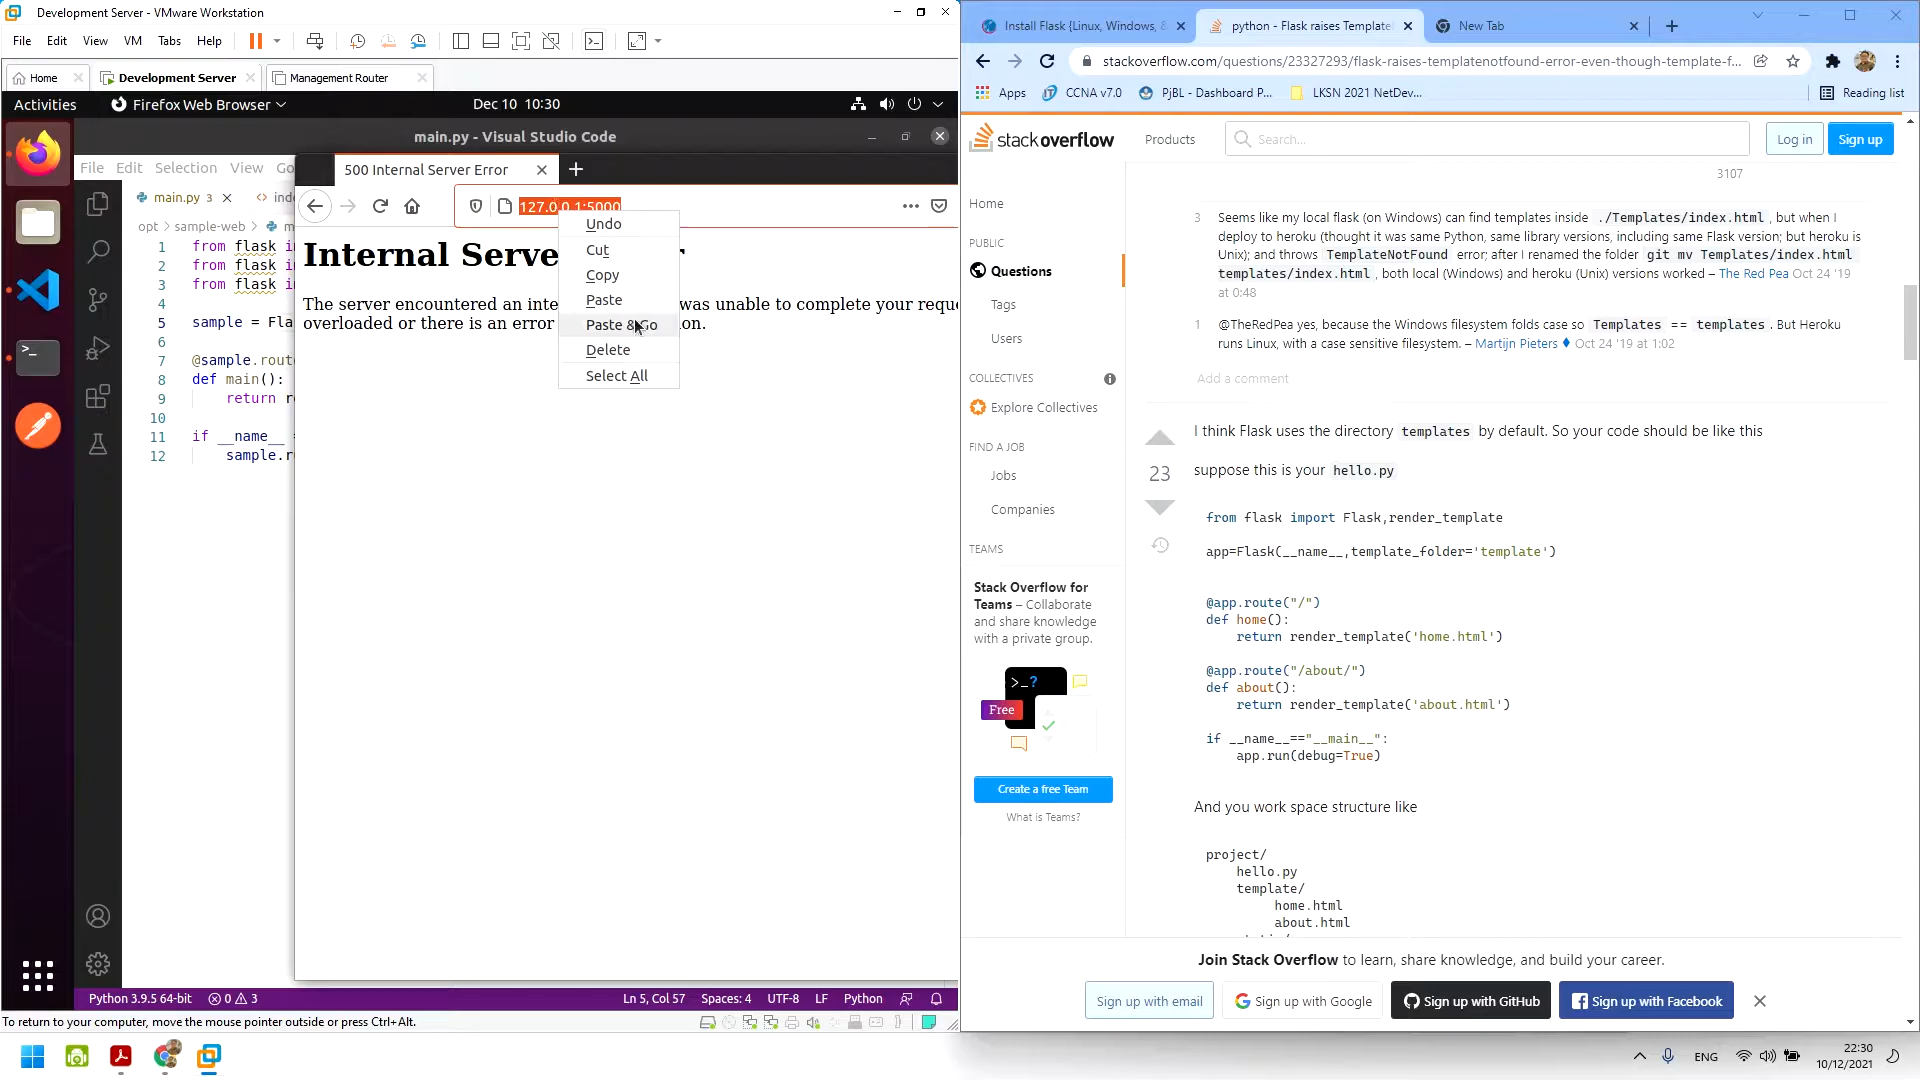 Development Server - VMware Workstation
File Edit View VM Tabs Help
Home
Development Server
Management Router
Activities
Firefox Web Browser
Dec 10 10:30
main.py - Visual Studio Code
File Edit Selection View Go
500 Internal Server Error
main.py 3
127.0.0.1:5000
opt > sample-web >
1 from flask
2 from flask
3 from flask
4
5 sample =
6
7 @sample.
8 def main():
9 return
10
11 if __name__
12
Internal
The server encountered an
was unable to complete your
overloaded or there is an error
Undo
Cut
Copy
Paste
Paste & Go
Delete
Select All
Python 3.9.5 64-bit
0
3
Ln 5, Col 57
Spaces: 4
UTF-8
LF
Python
To return to your computer, move the mouse pointer outside or press Ctrl+Alt.
Install Flask {Linux, Windows, &
python - Flask raises Template
New Tab
stackoverflow.com/questions/23327293/flask-raises-templatenotfound-error-even-though-template-f...
Apps
CCNA v7.0
PjBL - Dashboard P...
LKSN 2021 NetDev...
Reading list
stackoverflow
Products
Search...
Log in
Sign up
Home
PUBLIC
Questions
Tags
Users
COLLECTIVES
Explore Collectives
FIND A JOB
Jobs
Companies
TEAMS
Stack Overflow for
Teams – Collaborate
and share knowledge
with a private group.
>_?
Free
Create a free Team
What is Teams?
3107
3 Seems like my local flask (on Windows) can find templates inside ./Templates/index.html , but when I
deploy to heroku (thought it was same Python, same library versions, including same Flask version; but heroku is
Unix); and throws TemplateNotFound error; after I renamed the folder git mv Templates/index.html
templates/index.html , both local (Windows) and heroku (Unix) versions worked – The Red Pea Oct 24 '19
at 0:48
1 @TheRedPea yes, because the Windows filesystem folds case so Templates == templates . But Heroku
runs Linux, with a case sensitive filesystem. – Martijn Pieters ♦ Oct 24 '19 at 1:02
Add a comment
I think Flask uses the directory templates by default. So your code should be like this
23
suppose this is your hello.py
from flask import Flask,render_template
app=Flask(__name__,template_folder='template')
@app.route("/")
def home():
return render_template('home.html')
@app.route("/about/")
def about():
return render_template('about.html')
if __name__=="__main__":
app.run(debug=True)
And you work space structure like
project/
hello.py
template/
home.html
about.html
Join Stack Overflow to learn, share knowledge, and build your career.
Sign up with email
Sign up with Google
Sign up with GitHub
Sign up with Facebook
ENG
22:30
10/12/2021